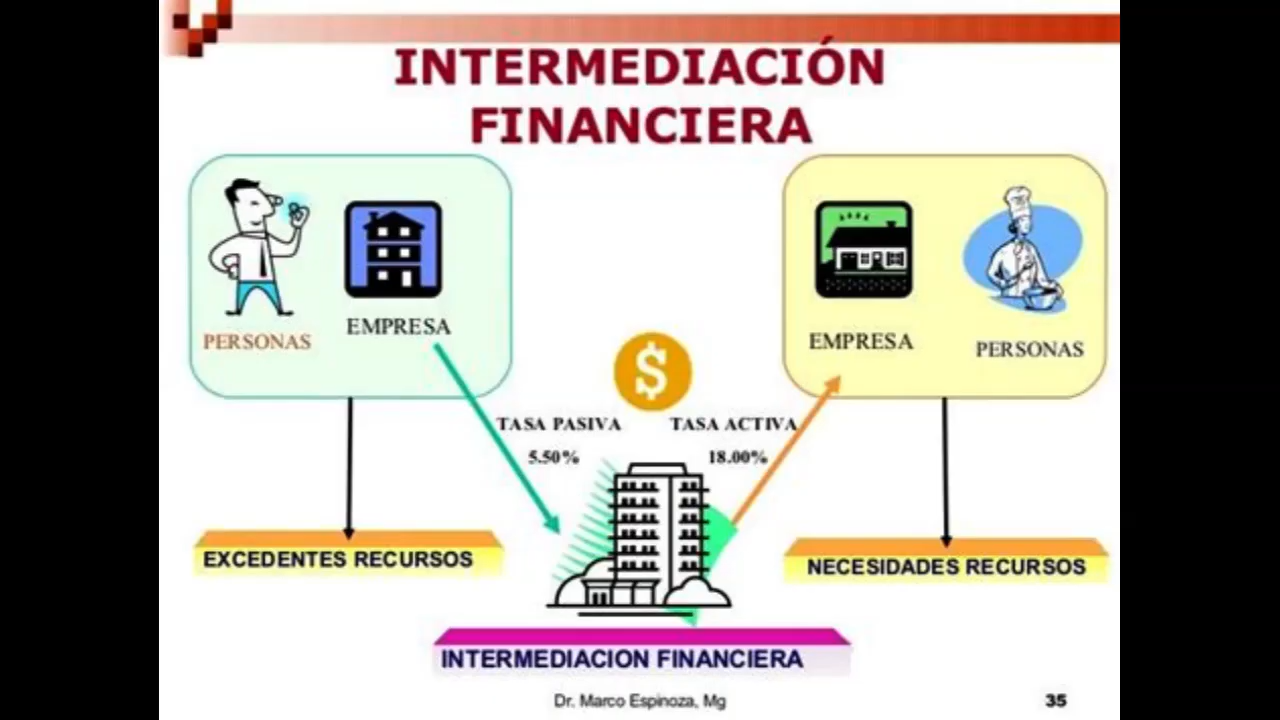 INTERMEDIACIÓN
FINANCIERA
PERSONAS
EMPRESA
EMPRESA
PERSONAS
$
TASA PASIVA
5.50%
TASA ACTIVA
18.00%
EXCEDENTES RECURSOS
NECESIDADES RECURSOS
INTERMEDIACION FINANCIERA
Dr. Marco Espinoza, Mg
35